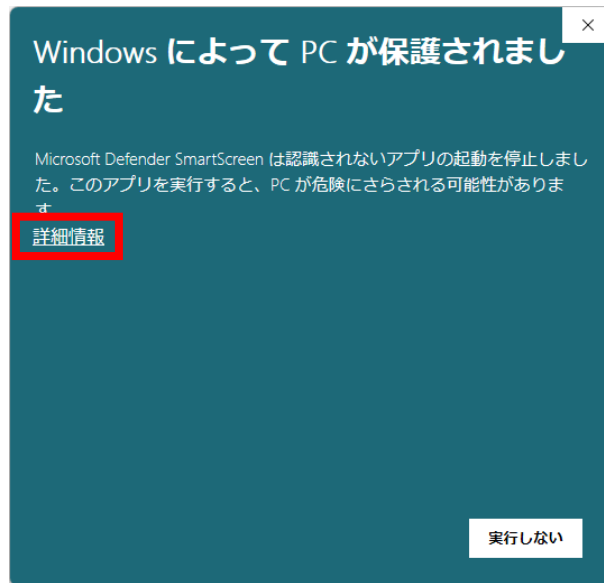 Windows によって PC が保護されまし
た
Microsoft Defender SmartScreen は認識されないアプリの起動を停止しまし
た。このアプリを実行すると、PC が危険にさらされる可能性がありま
す
詳細情報
実行しない